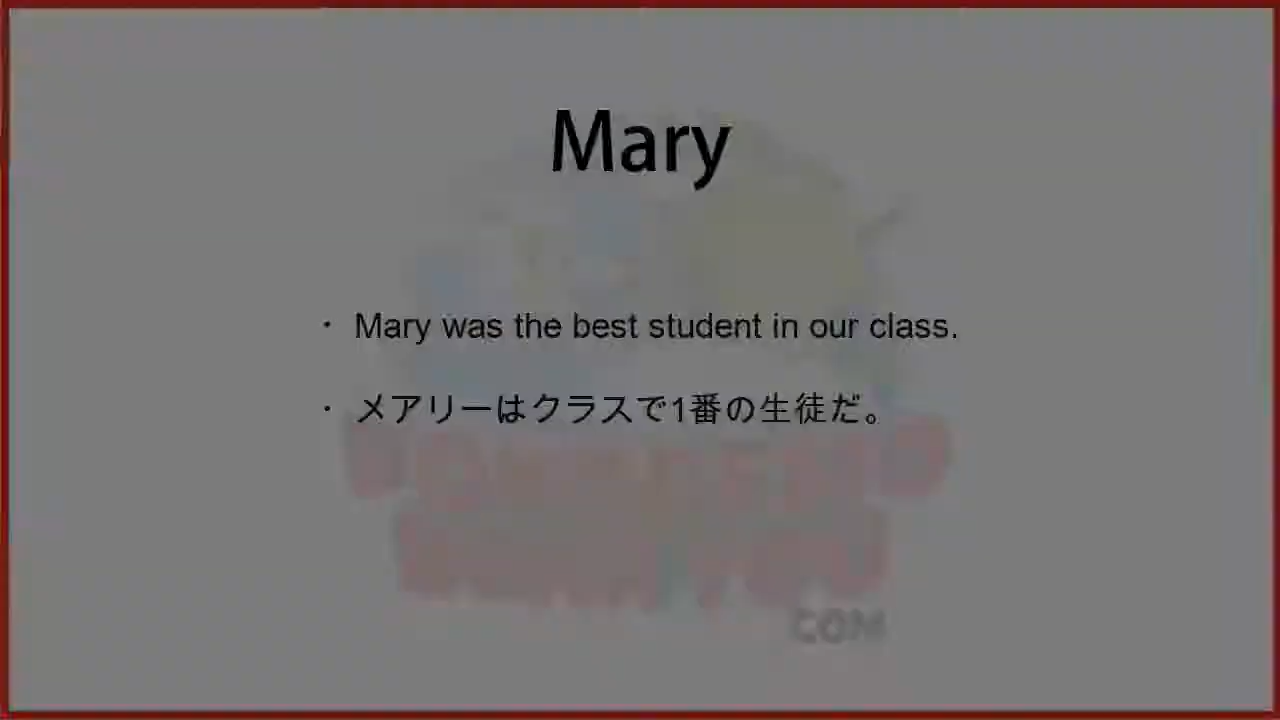 Mary
・ Mary was the best student in our class.
・ メアリーはクラスで1番の生徒だ。
COM